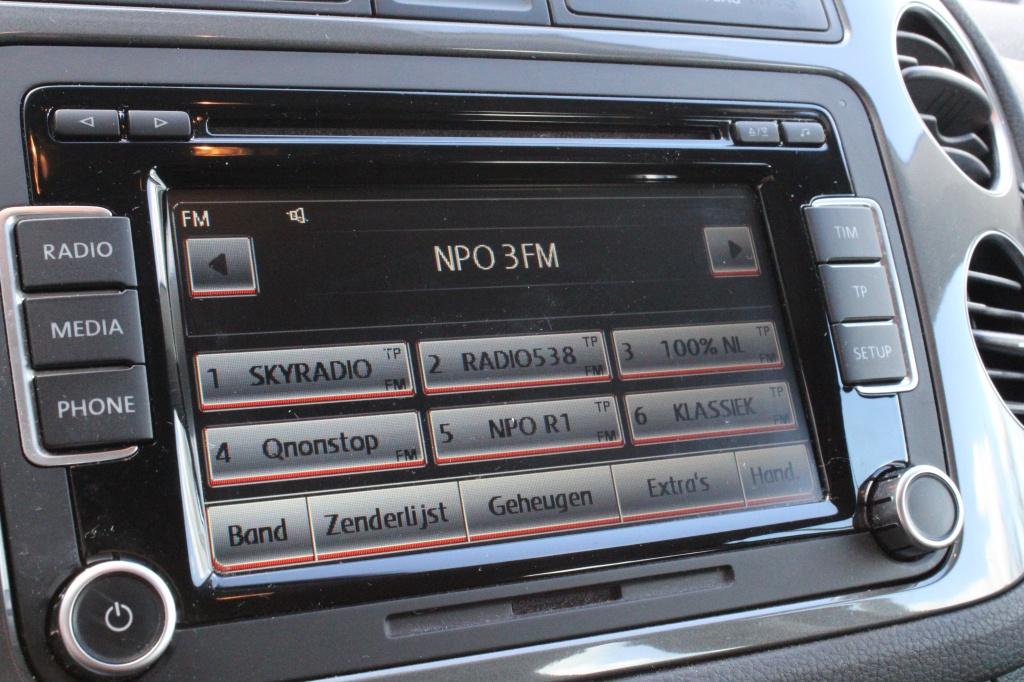 FM
NPO 3FM
RADIO
MEDIA
PHONE
TIM
TP
SETUP
1 SKYRADIO TP FM
2 RADIO538 TP FM
3 100% NL TP FM
4 Qnonstop FM
5 NPO R1 TP FM
6 KLASSIEK TP FM
Band Zenderlijst Geheugen Extra's Hand.